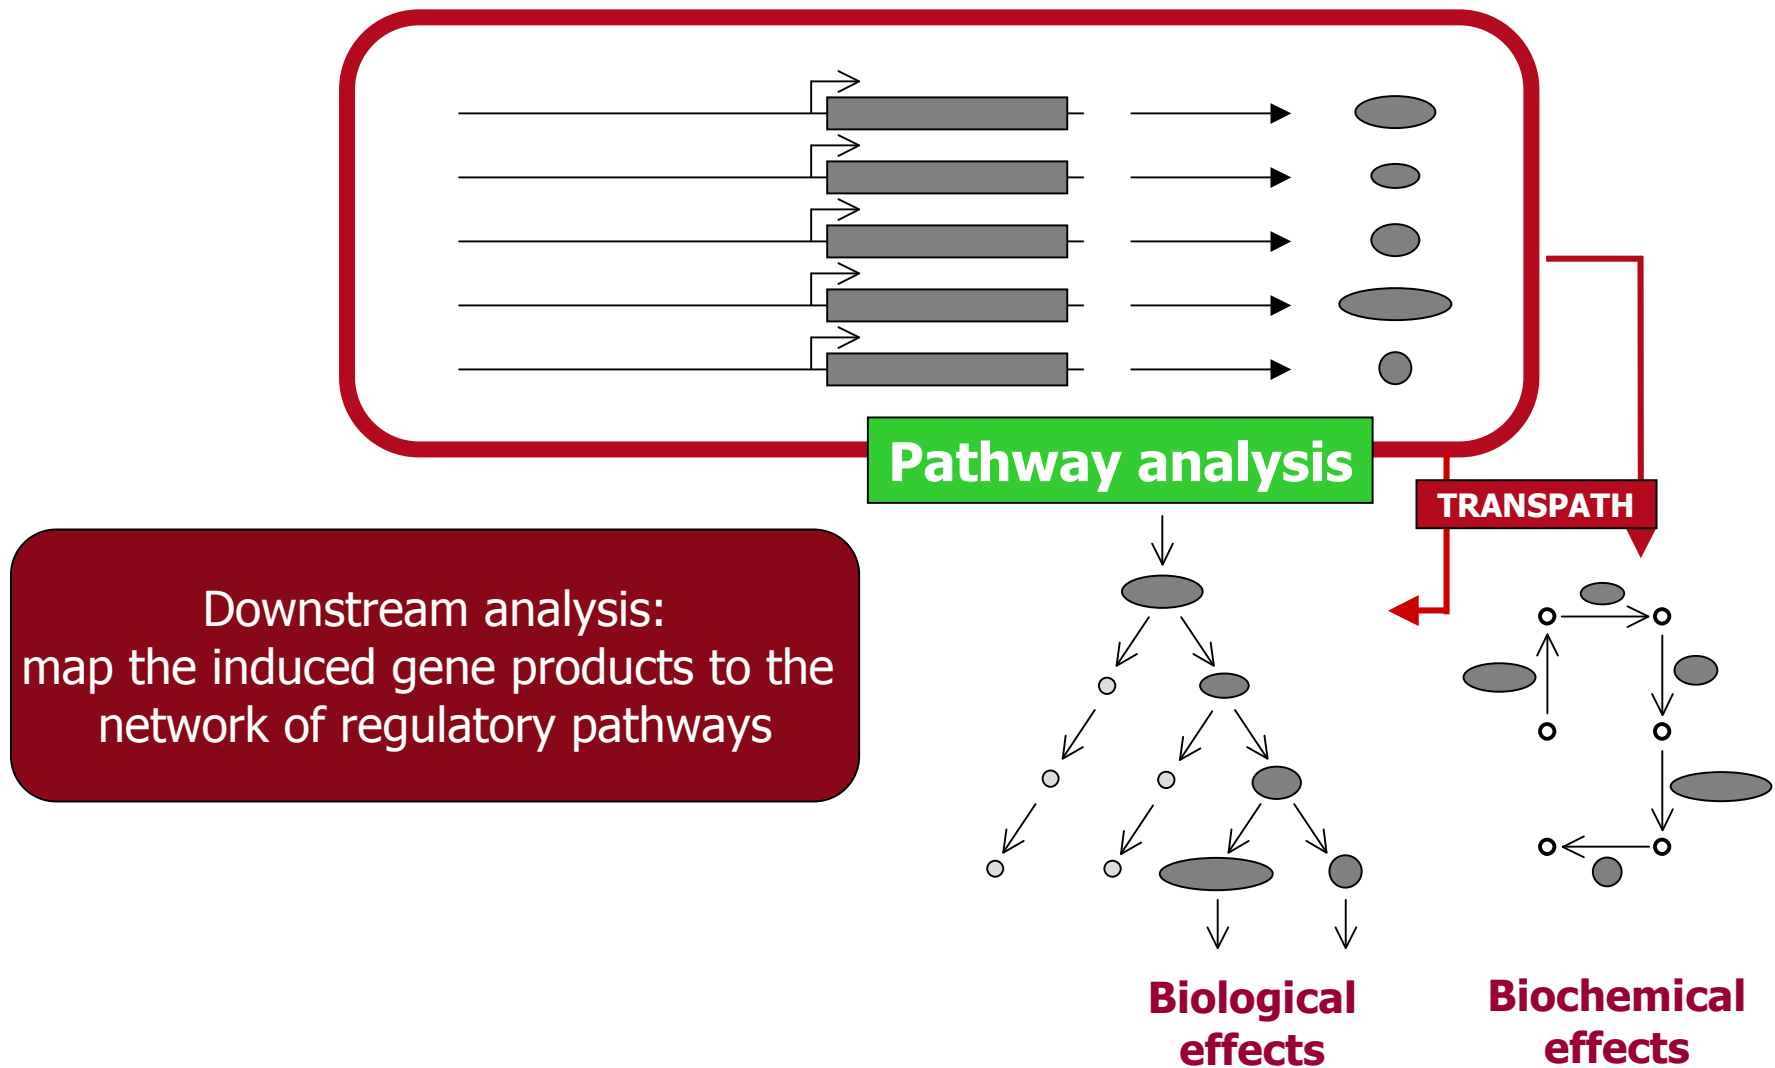 Pathway analysis
TRANSPATH
Downstream analysis:
map the induced gene products to the
network of regulatory pathways
Biological
effects
Biochemical
effects